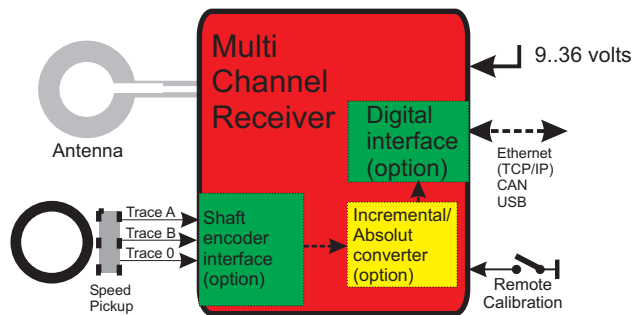 Multi
Channel
Receiver
9..36 volts
Antenna
Digital
interface
(option)
Ethernet
(TCP/IP)
CAN
USB
Trace A
Trace B
Trace 0
Speed
Pickup
Shaft
encoder
interface
(option)
Incremental/
Absolut
converter
(option)
Remote
Calibration